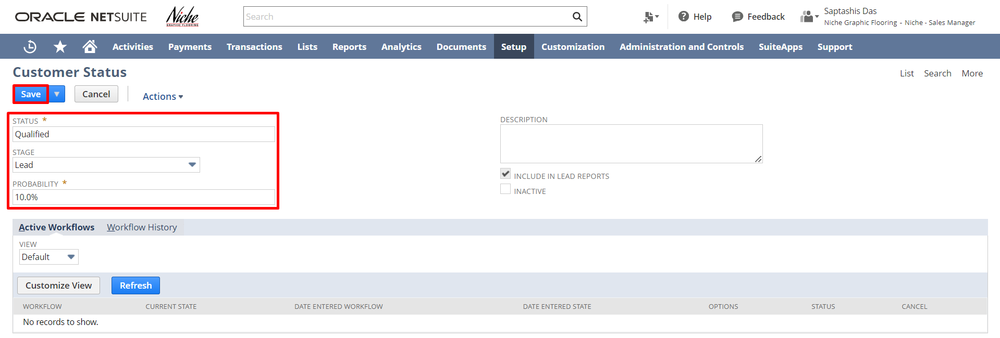 ORACLE NETSUITE
Niche
GRAPHIC FLOORING
Search
Help
Feedback
Saptashis Das
Niche Graphic Flooring - Niche - Sales Manager
Activities Payments Transactions Lists Reports Analytics Documents Setup Customization Administration and Controls SuiteApps Support
Customer Status
List Search More
Save Cancel Actions
STATUS *
Qualified
STAGE
Lead
PROBABILITY *
10.0%
DESCRIPTION
INCLUDE IN LEAD REPORTS
INACTIVE
Active Workflows Workflow History
VIEW
Default
Customize View Refresh
WORKFLOW CURRENT STATE DATE ENTERED WORKFLOW DATE ENTERED STATE OPTIONS STATUS CANCEL
No records to show.